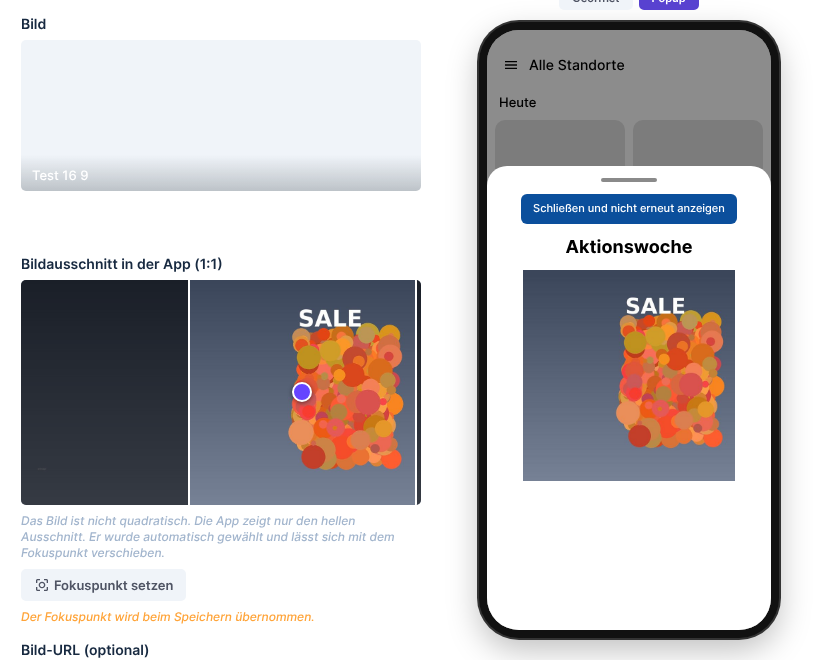 Bild
Test 16 9
Bildausschnitt in der App (1:1)
SALE
Das Bild ist nicht quadratisch. Die App zeigt nur den hellen
Ausschnitt. Er wurde automatisch gewählt und lässt sich mit dem
Fokuspunkt verschieben.
Fokuspunkt setzen
Der Fokuspunkt wird beim Speichern übernommen.
Bild-URL (optional)
Popup
Alle Standorte
Heute
Schließen und nicht erneut anzeigen
Aktionswoche
SALE